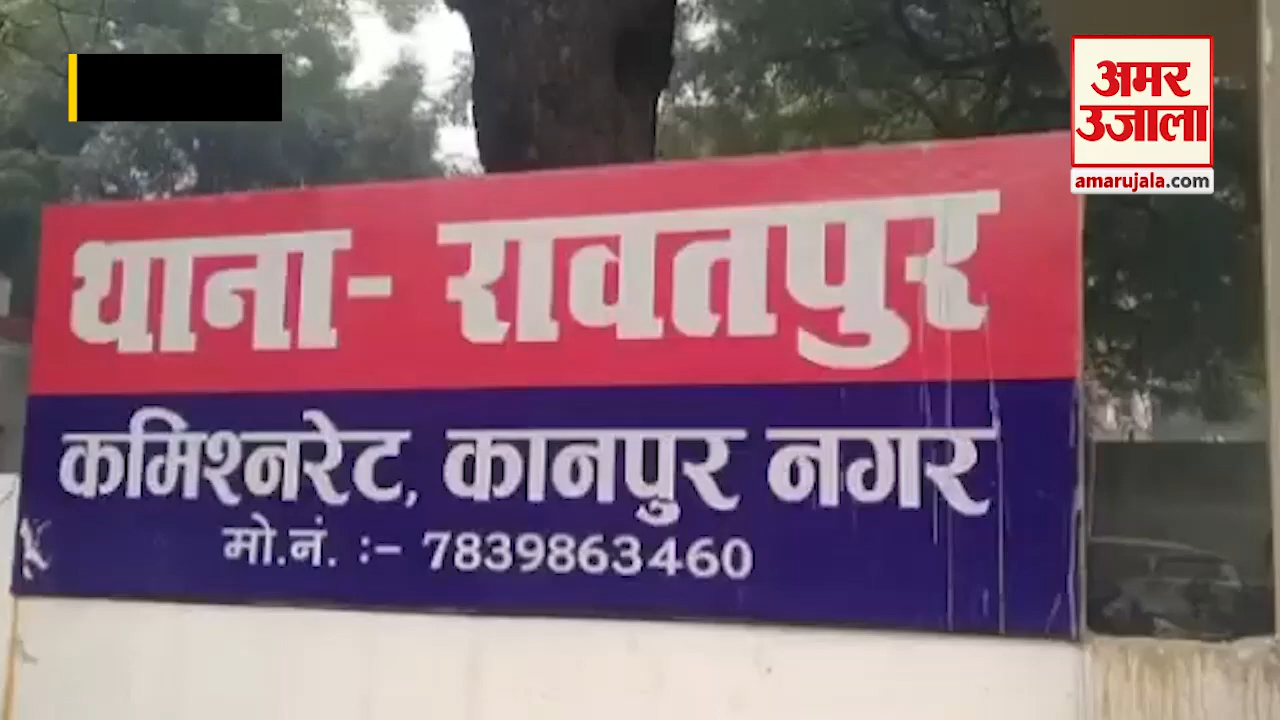 अमर
उजाला
amarujala.com
थाना- रावतपुर
कमिश्नरेट, कानपुर नगर
मो.नं. :- 7839863460